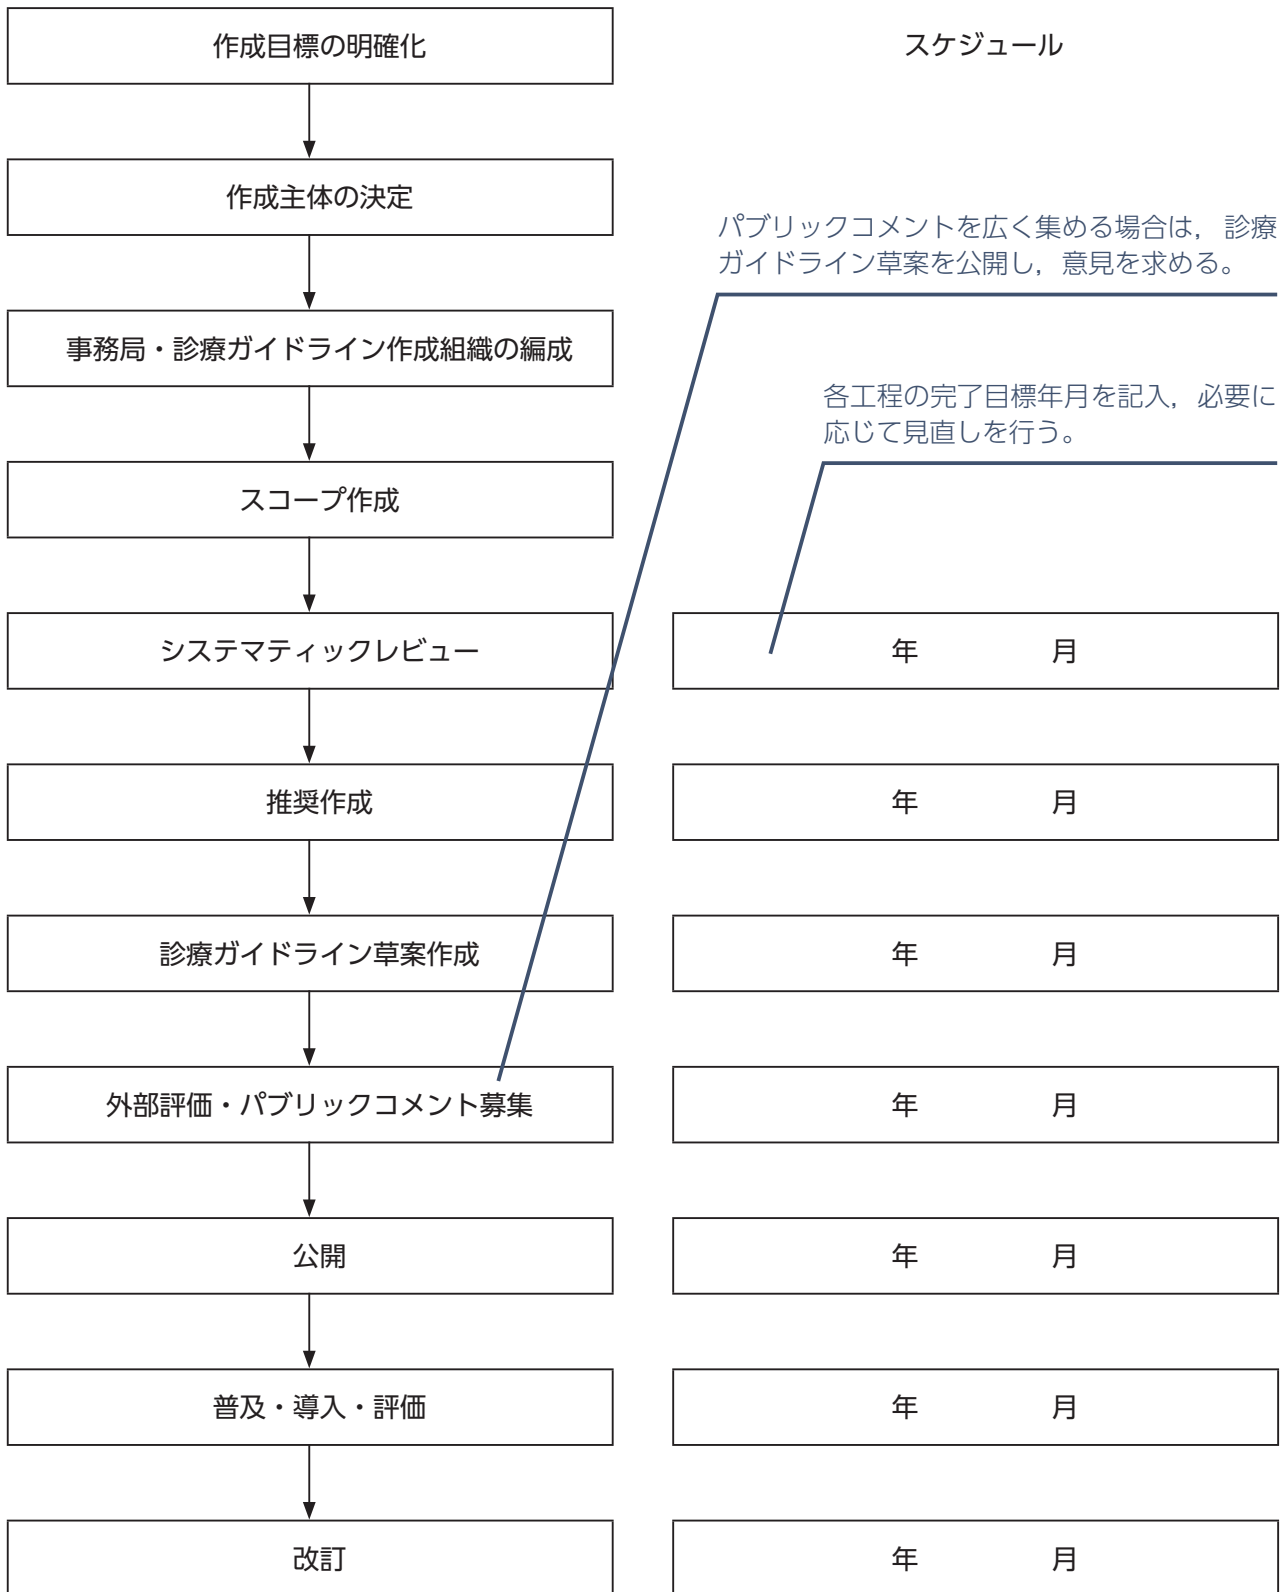 作成目標の明確化
スケジュール
作成主体の決定
パブリックコメントを広く集める場合は，診療
ガイドライン草案を公開し，意見を求める。
事務局・診療ガイドライン作成組織の編成
各工程の完了目標年月を記入，必要に
応じて見直しを行う。
スコープ作成
システマティックレビュー
年 月
推奨作成
年 月
診療ガイドライン草案作成
年 月
外部評価・パブリックコメント募集
年 月
公開
年 月
普及・導入・評価
年 月
改訂
年 月